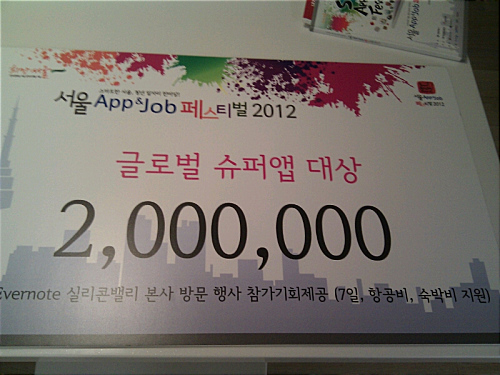 서울 App&Job 페스티벌 2012
글로벌 슈퍼앱 대상
2,000,000
Evernote 실리콘밸리 본사 방문 행사 참가기회제공 (7일, 항공비, 숙박비 지원)